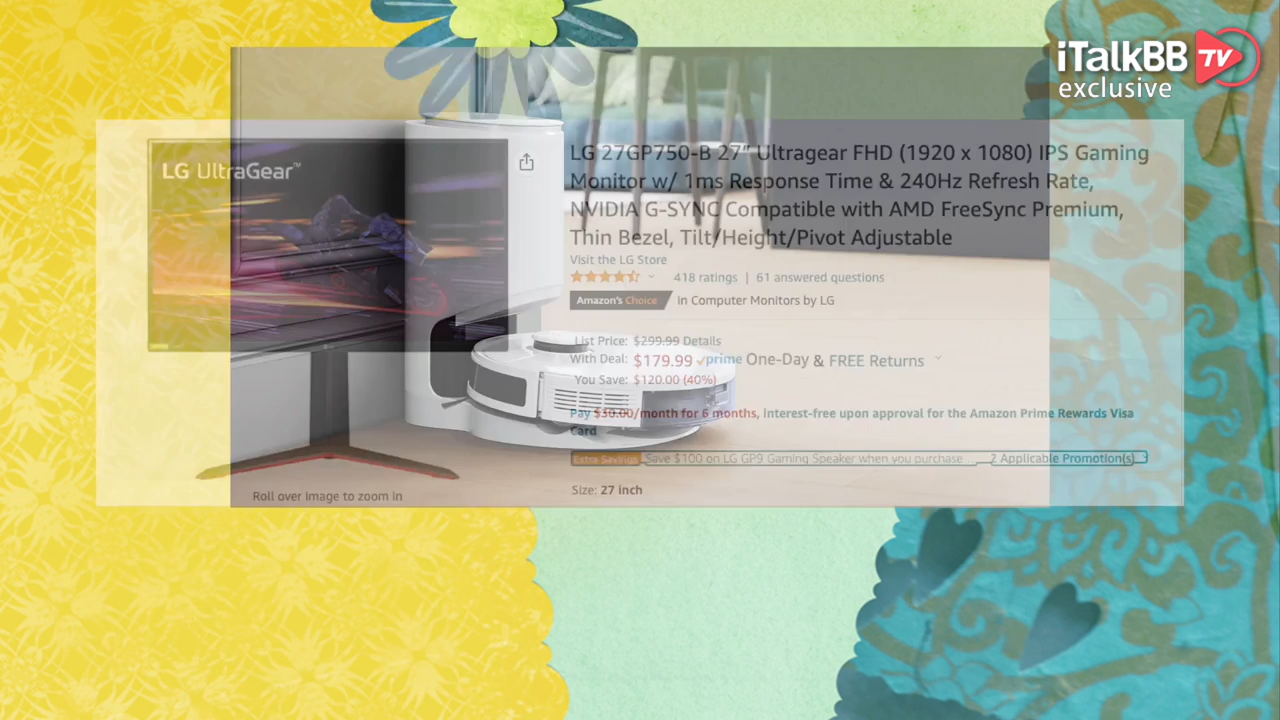 iTalkBB TV
exclusive
LG UltraGear™
LG 27GP750-B 27” Ultragear FHD (1920 x 1080) IPS Gaming
Monitor w/ 1ms Response Time & 240Hz Refresh Rate,
NVIDIA G-SYNC Compatible with AMD FreeSync Premium,
Thin Bezel, Tilt/Height/Pivot Adjustable
Visit the LG Store
418 ratings | 61 answered questions
Amazon's Choice in Computer Monitors by LG
List Price: $299.99 Details
With Deal: $179.99 prime One-Day & FREE Returns
You Save: $120.00 (40%)
Pay $30.00/month for 6 months, interest-free upon approval for the Amazon Prime Rewards Visa
Card
Extra Savings Save $100 on LG GP9 Gaming Speaker when you purchase... 2 Applicable Promotion(s)
Size: 27 inch
Roll over image to zoom in